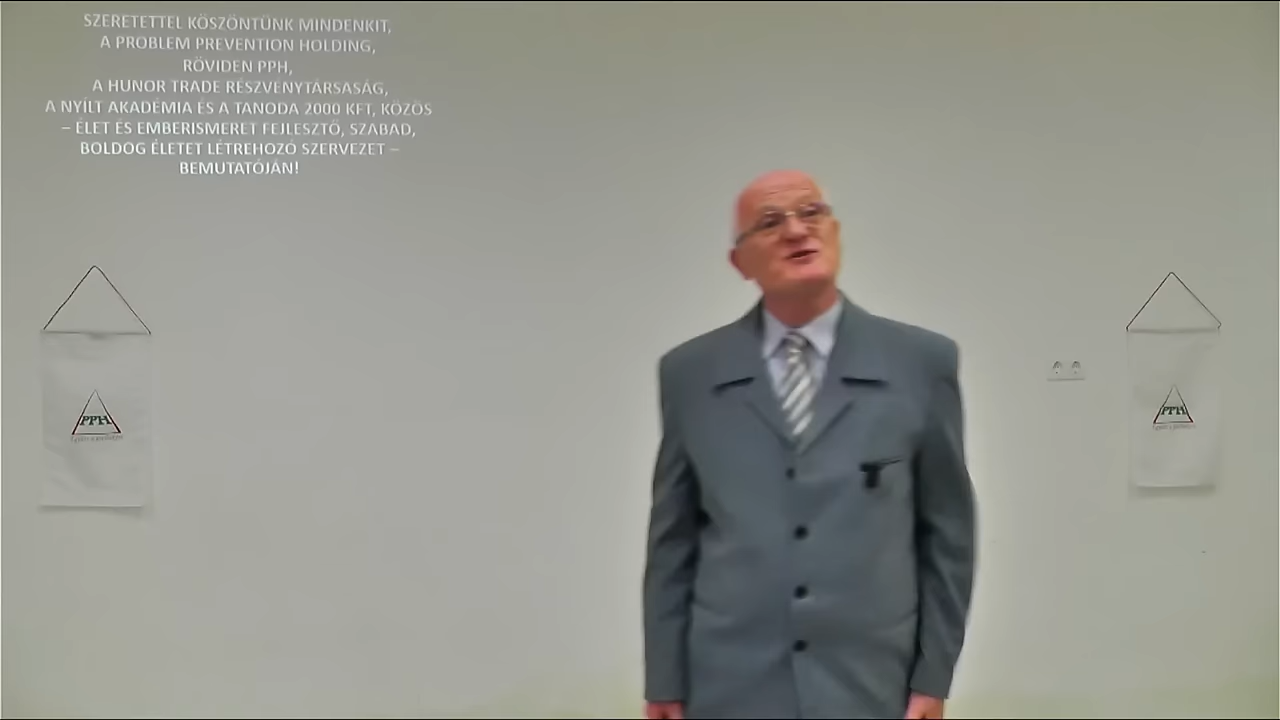 SZERETETTEL KÖSZÖNTÜNK MINDENKIT,
A PROBLEM PREVENTION HOLDING,
RÖVIDEN PPH,
A HUNOR TRADE RÉSZVÉNYTÁRSASÁG,
A NYÍLT AKADÉMIA ÉS A TANODA 2000 KFT, KÖZÖS
– ÉLET ÉS EMBERISMERET FEJLESZTŐ, SZABAD,
BOLDOG ÉLETET LÉTREHOZÓ SZERVEZET –
BEMUTATÓJÁN!
PPH
PPH